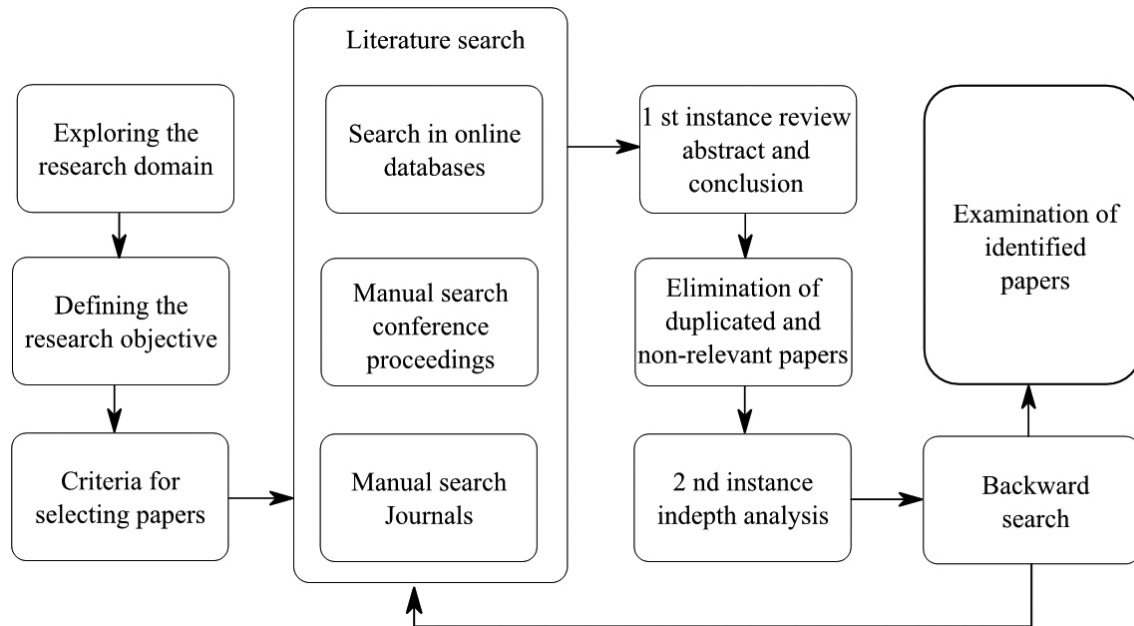 Exploring the
research domain
Defining the
research objective
Criteria for
selecting papers
Literature search
Search in online
databases
Manual search
conference
proceedings
Manual search
Journals
1 st instance review
abstract and
conclusion
Elimination of
duplicated and
non-relevant papers
2 nd instance
indepth analysis
Backward
search
Examination of
identified
papers